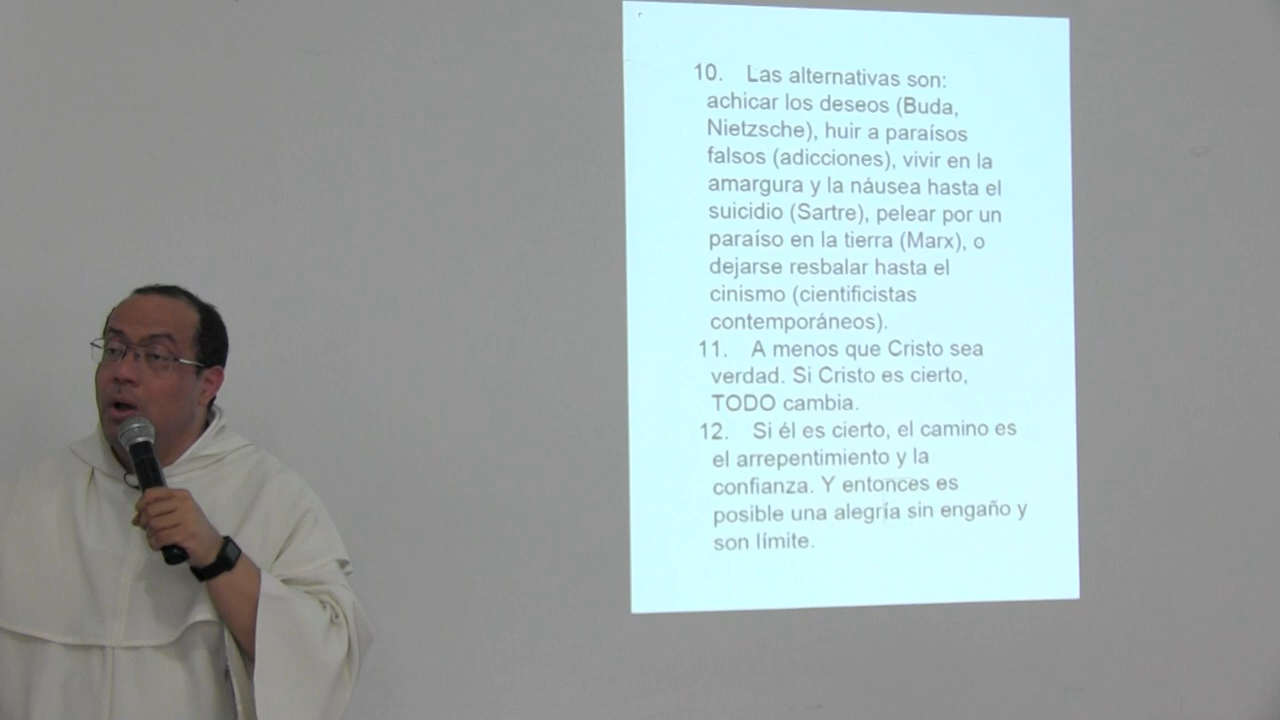 10. Las alternativas son:
achicar los deseos (Buda,
Nietzsche), huir a paraísos
falsos (adicciones), vivir en la
amargura y la náusea hasta el
suicidio (Sartre), pelear por un
paraíso en la tierra (Marx), o
dejarse resbalar hasta el
cinismo (cientificistas
contemporáneos).
11. A menos que Cristo sea
verdad. Si Cristo es cierto,
TODO cambia.
12. Si él es cierto, el camino es
el arrepentimiento y la
confianza. Y entonces es
posible una alegría sin engaño y
son límite.